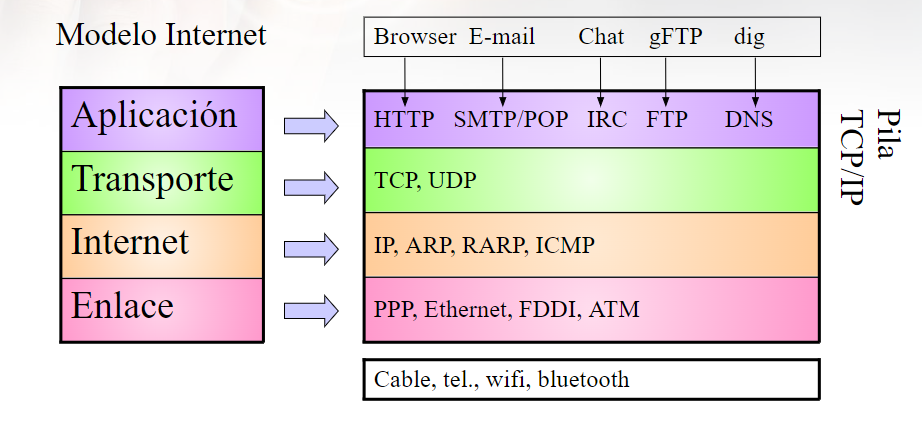 Modelo Internet
Browser E-mail Chat gFTP dig
Aplicación
HTTP SMTP/POP IRC FTP DNS
Transporte
TCP, UDP
Internet
IP, ARP, RARP, ICMP
Enlace
PPP, Ethernet, FDDI, ATM
Cable, tel., wifi, bluetooth
Pila
TCP/IP